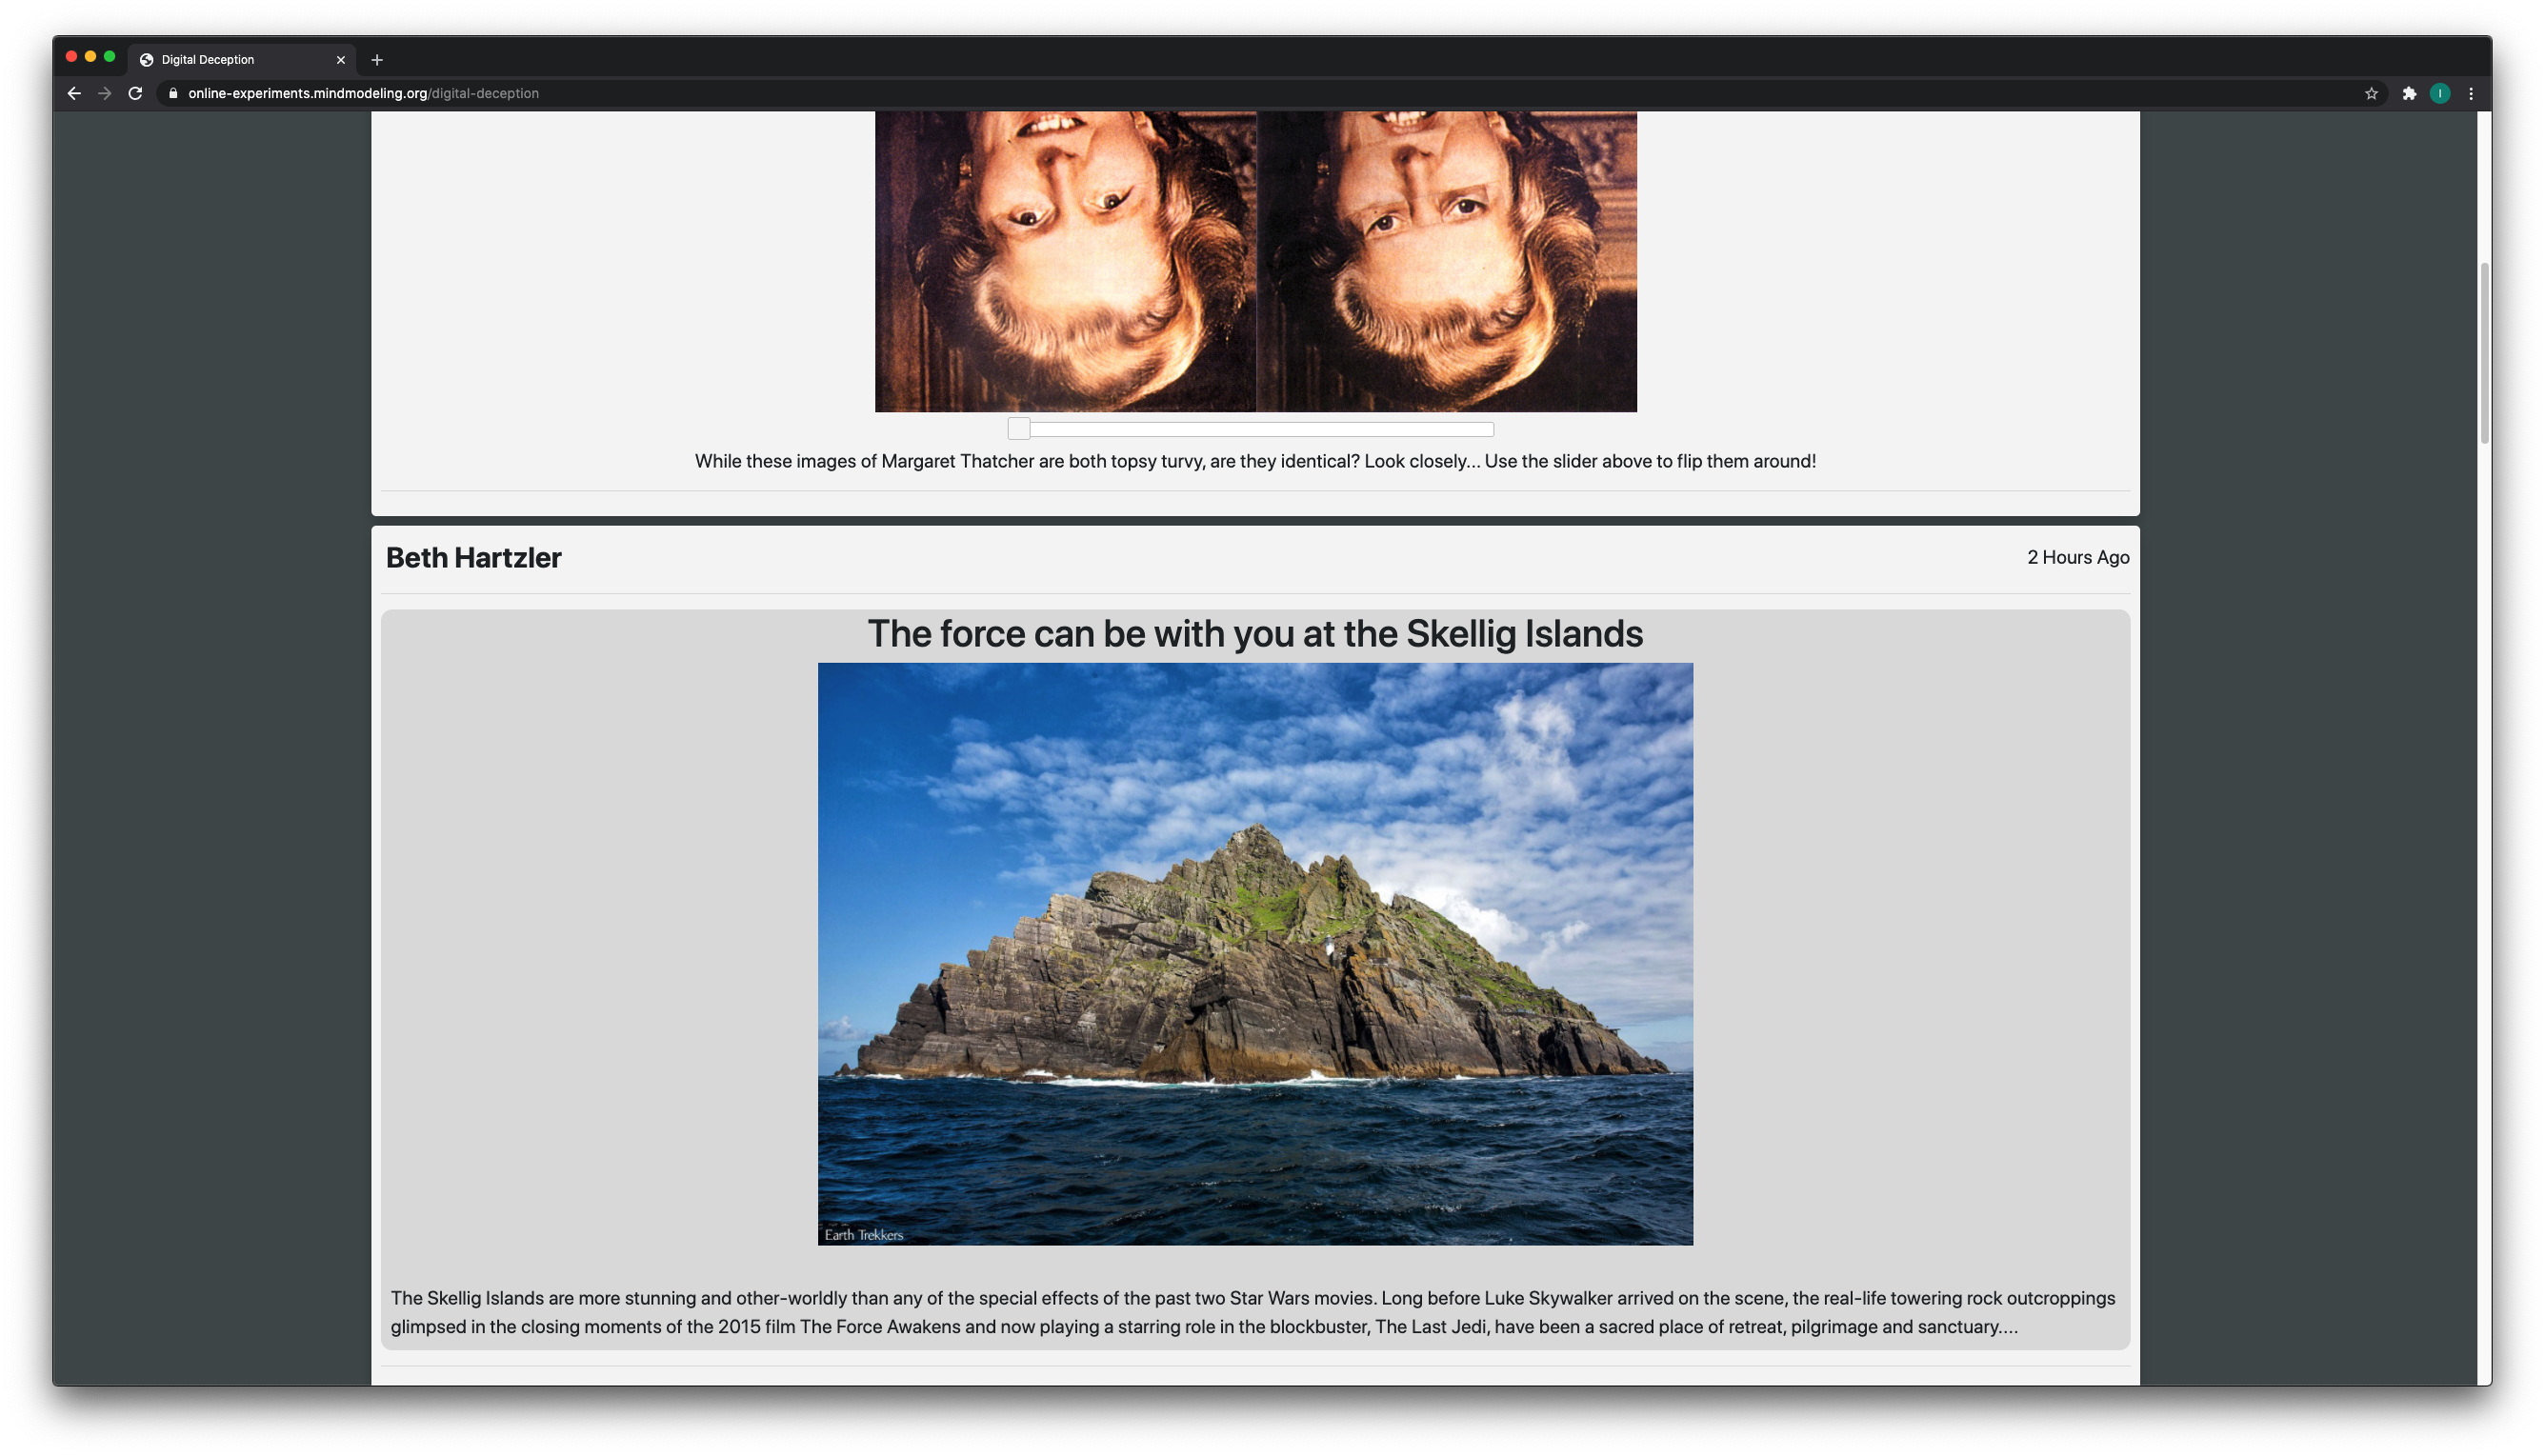 Digital Deception
online-experiments.mindmodeling.org/digital-deception
I
While these images of Margaret Thatcher are both topsy turvy, are they identical? Look closely... Use the slider above to flip them around!
Beth Hartzler
2 Hours Ago
The force can be with you at the Skellig Islands
Earth Trekkers
The Skellig Islands are more stunning and other-worldly than any of the special effects of the past two Star Wars movies. Long before Luke Skywalker arrived on the scene, the real-life towering rock outcroppings
glimpsed in the closing moments of the 2015 film The Force Awakens and now playing a starring role in the blockbuster, The Last Jedi, have been a sacred place of retreat, pilgrimage and sanctuary....